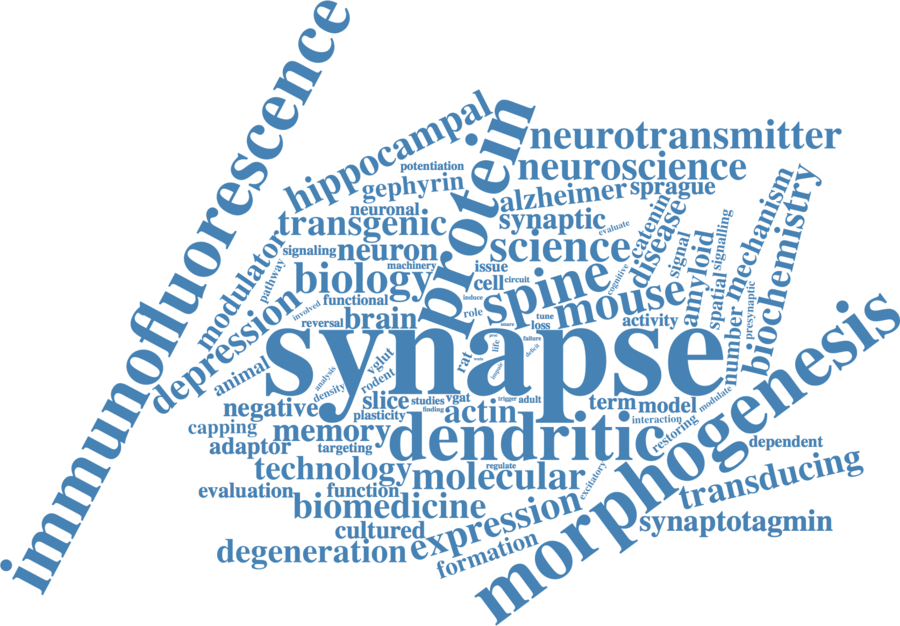 immunofluorescence
hippocampal
protein
neurotransmitter
potentiation
neuroscience
gephyrin
alzheimer
sprague
mechanism
biochemistry
neuronal
transgenic
synaptic
evaluate
catenin
disease
signal
signalling
modulator
signaling
neuron
science
amyloid
spatial
pathway
biology
machinery
issue
cell
circuit
spine
cognitive
mouse
number
presynaptic
depression
involved
functional
induce
role
reversal
brain
snare
tune
loss
activity
synapse
morphogenesis
animal
analysis
density
vglut
rodent
rat
node
life
impair
failure
deficit
negative
slice
studies
vgat
trigger
adult
term
model
modulate
finding
plasticity
actin
interaction
restoring
capping
memory
dendritic
adaptor
targeting
dependent
technology
molecular
regulate
excitatory
transducing
evaluation
function
biomedicine
expression
synaptotagmin
cultured
degeneration
formation